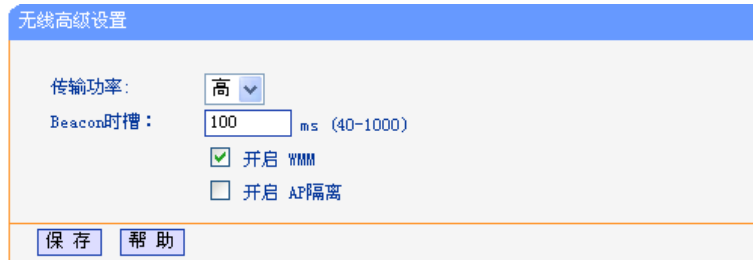 无线高级设置
传输功率: 高
Beacon时槽： 100 ms (40-1000)
开启 WMM
开启 AP隔离
保 存 帮 助